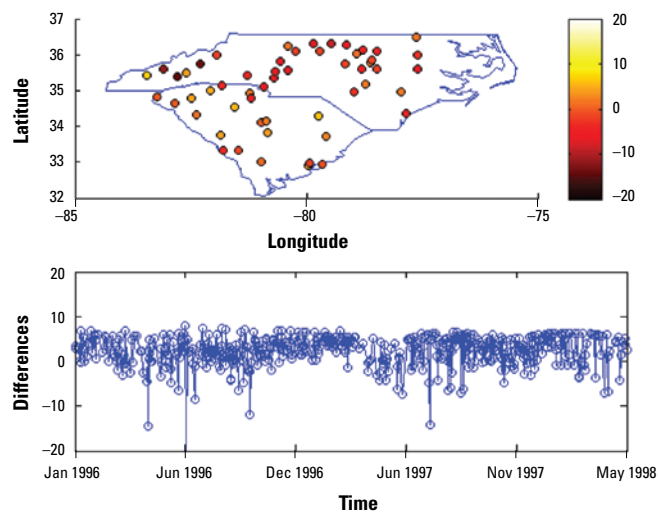 37
36
35
34
33
32
Latitude
−85
−80
−75
Longitude
20
10
0
−10
−20
20
10
0
−10
−20
Differences
Jan 1996
Jun 1996
Dec 1996
Jun 1997
Nov 1997
May 1998
Time